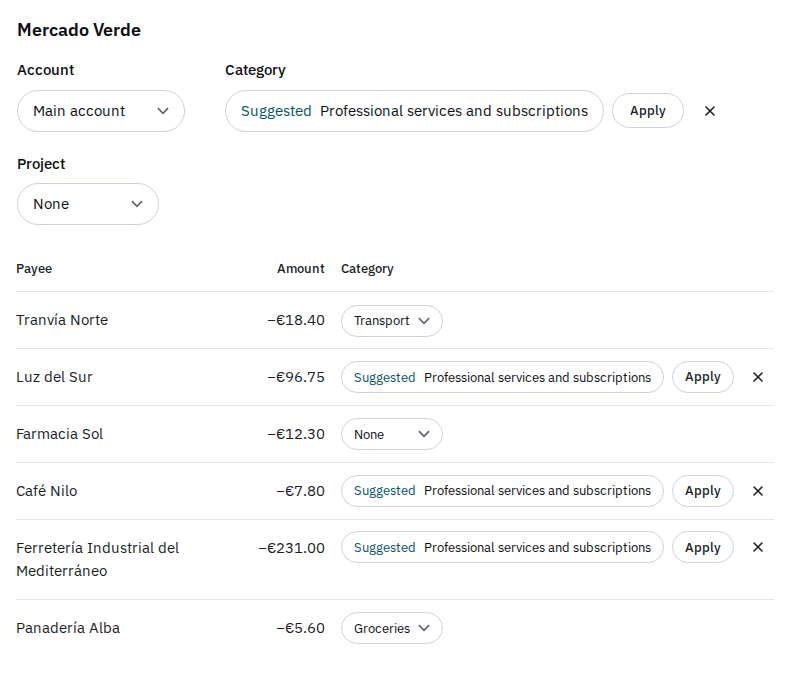 Mercado Verde
Account
Category
Main account
Suggested Professional services and subscriptions
Apply
Project
None
Payee Amount Category
Tranvía Norte −€18.40 Transport
Luz del Sur −€96.75 Suggested Professional services and subscriptions Apply
Farmacia Sol −€12.30 None
Café Nilo −€7.80 Suggested Professional services and subscriptions Apply
Ferretería Industrial del −€231.00 Suggested Professional services and subscriptions Apply
Mediterráneo
Panadería Alba −€5.60 Groceries